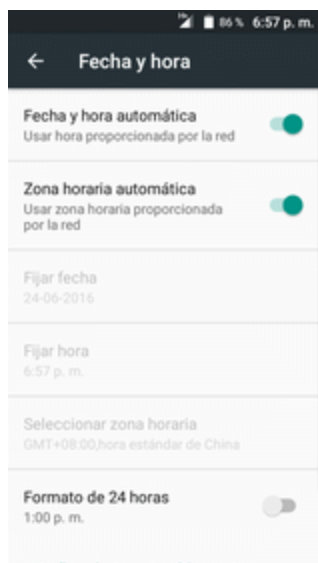 86 % 6:57 p. m.
Fecha y hora
Fecha y hora automática
Usar hora proporcionada por la red
Zona horaria automática
Usar zona horaria proporcionada
por la red
Fijar fecha
24-06-2016
Fijar hora
6:57 p. m.
Seleccionar zona horaria
GMT+08:00,hora estándar de China
Formato de 24 horas
1:00 p. m.